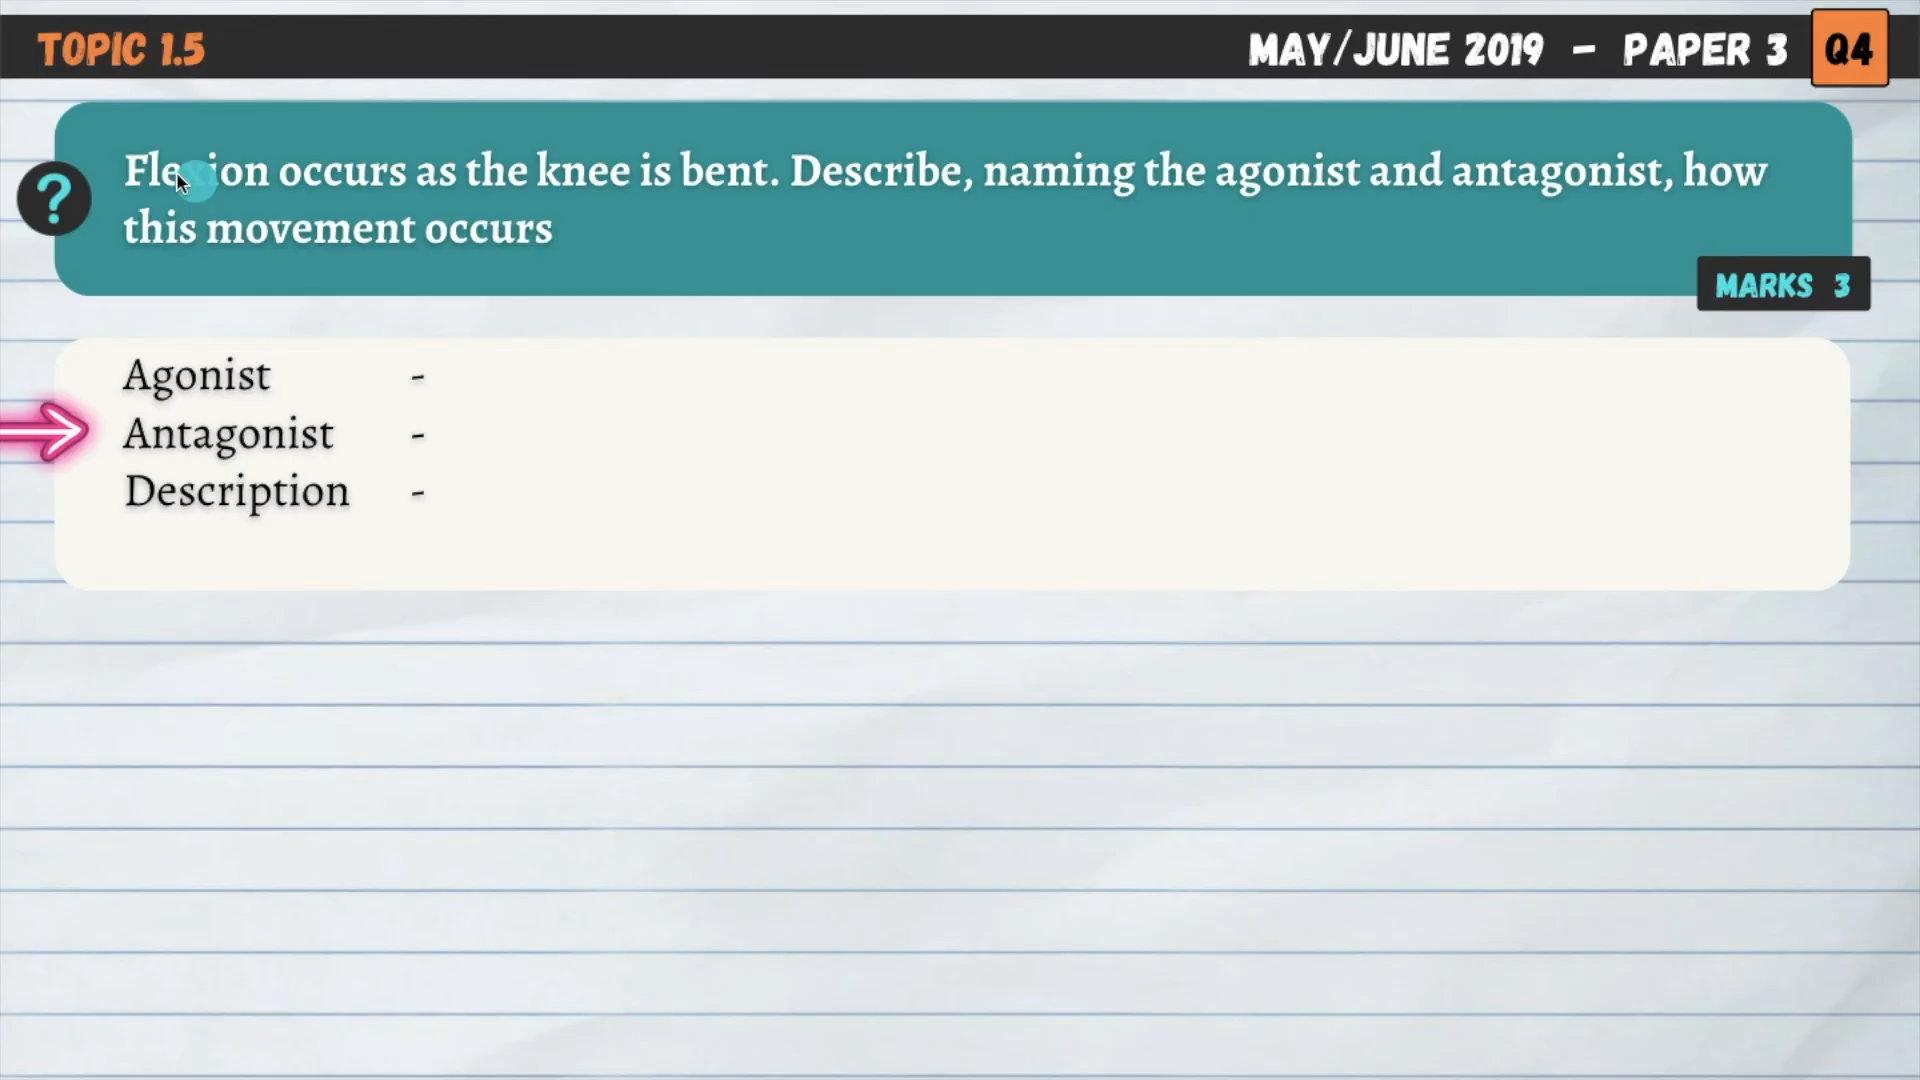 TOPIC 1.5
MAY/JUNE 2019 - PAPER 3 Q4
?
Flexion occurs as the knee is bent. Describe, naming the agonist and antagonist, how
this movement occurs
MARKS 3
Agonist -
Antagonist -
Description -